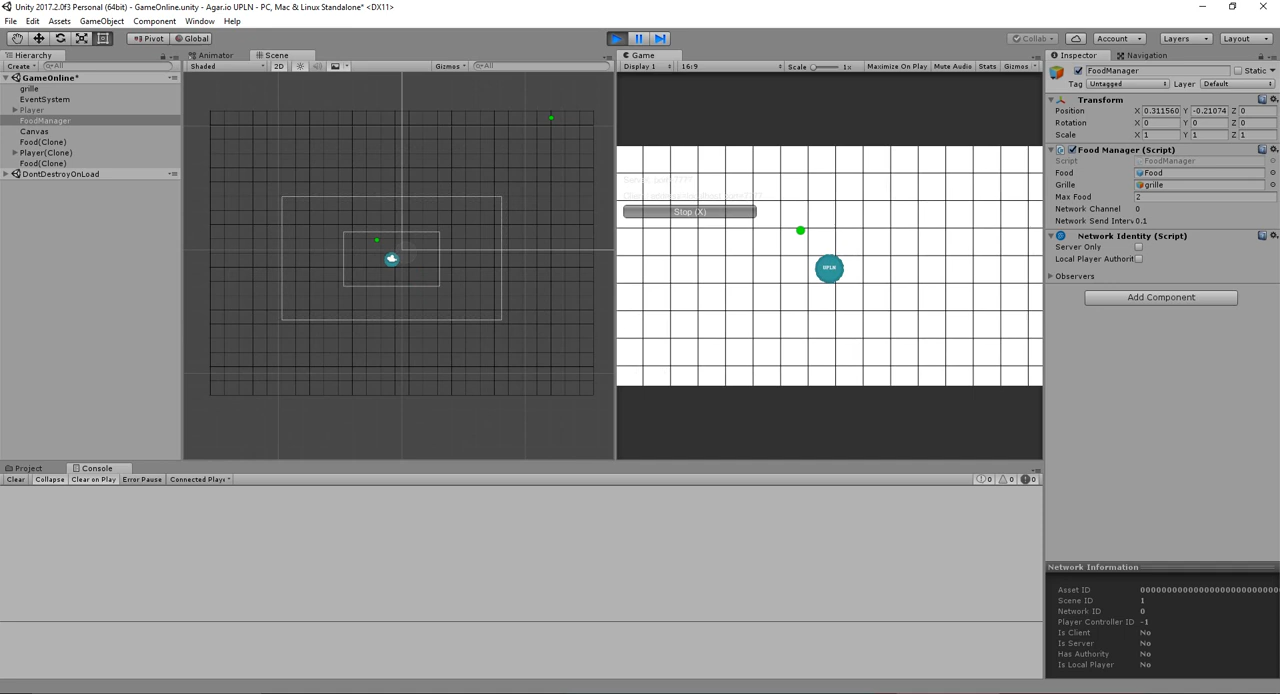 Unity 2017.2.0f3 Personal (64bit) - GameOnline.unity - Agar.io UPLN - PC, Mac & Linux Standalone* <DX11>
File Edit Assets GameObject Component Window Help
Pivot Global Collab Account Layers Layout
Hierarchy
Create All
GameOnline*
grille
EventSystem
Player
FoodManager
Canvas
Food(Clone)
Player(Clone)
Food(Clone)
DontDestroyOnLoad
Animator Scene
Shaded 2D Gizmos All
Game
Display 1 16:9 Scale 1x Maximize On Play Mute Audio Stats Gizmos
Stop (X)
UPLN
Project Console
Clear Collapse Clear on Play Error Pause Connected Play
0 0 0
Inspector Navigation
FoodManager Static
Tag Untagged Layer Default
Transform
Position X 0.311560 Y -0.21074 Z 0
Rotation X 0 Y 0 Z 0
Scale X 1 Y 1 Z 1
Food Manager (Script)
Script FoodManager
Food Food
Grille grille
Max Food 2
Network Channel 0
Network Send Interv 0.1
Network Identity (Script)
Server Only
Local Player Authorit
Observers
Add Component
Network Information
Asset ID 00000000000000000000000000
Scene ID 1
Network ID 0
Player Controller ID -1
Is Client No
Is Server No
Has Authority No
Is Local Player No